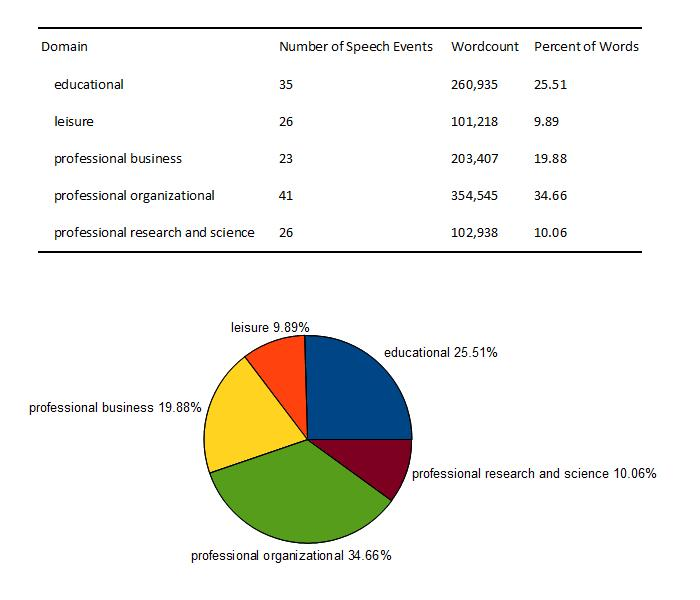 Domain Number of Speech Events Wordcount Percent of Words
educational 35 260,935 25.51
leisure 26 101,218 9.89
professional business 23 203,407 19.88
professional organizational 41 354,545 34.66
professional research and science 26 102,938 10.06
leisure 9.89%
educational 25.51%
professional business 19.88%
professional research and science 10.06%
professional organizational 34.66%